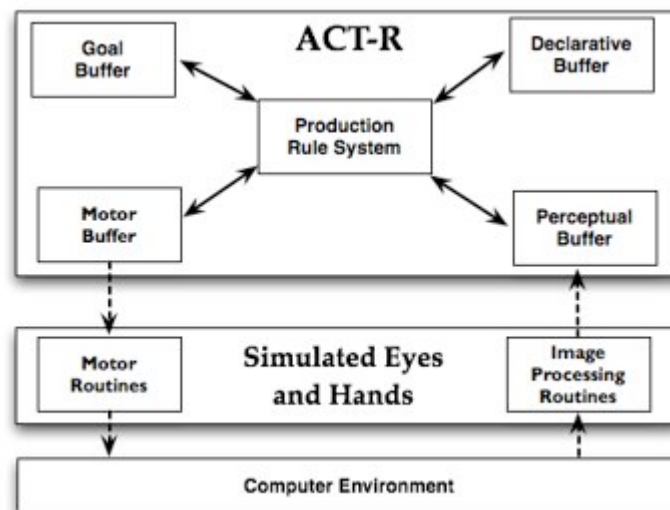 ACT-R
Goal
Buffer
Declarative
Buffer
Production
Rule System
Motor
Buffer
Perceptual
Buffer
Motor
Routines
Simulated Eyes
and Hands
Image
Processing
Routines
Computer Environment